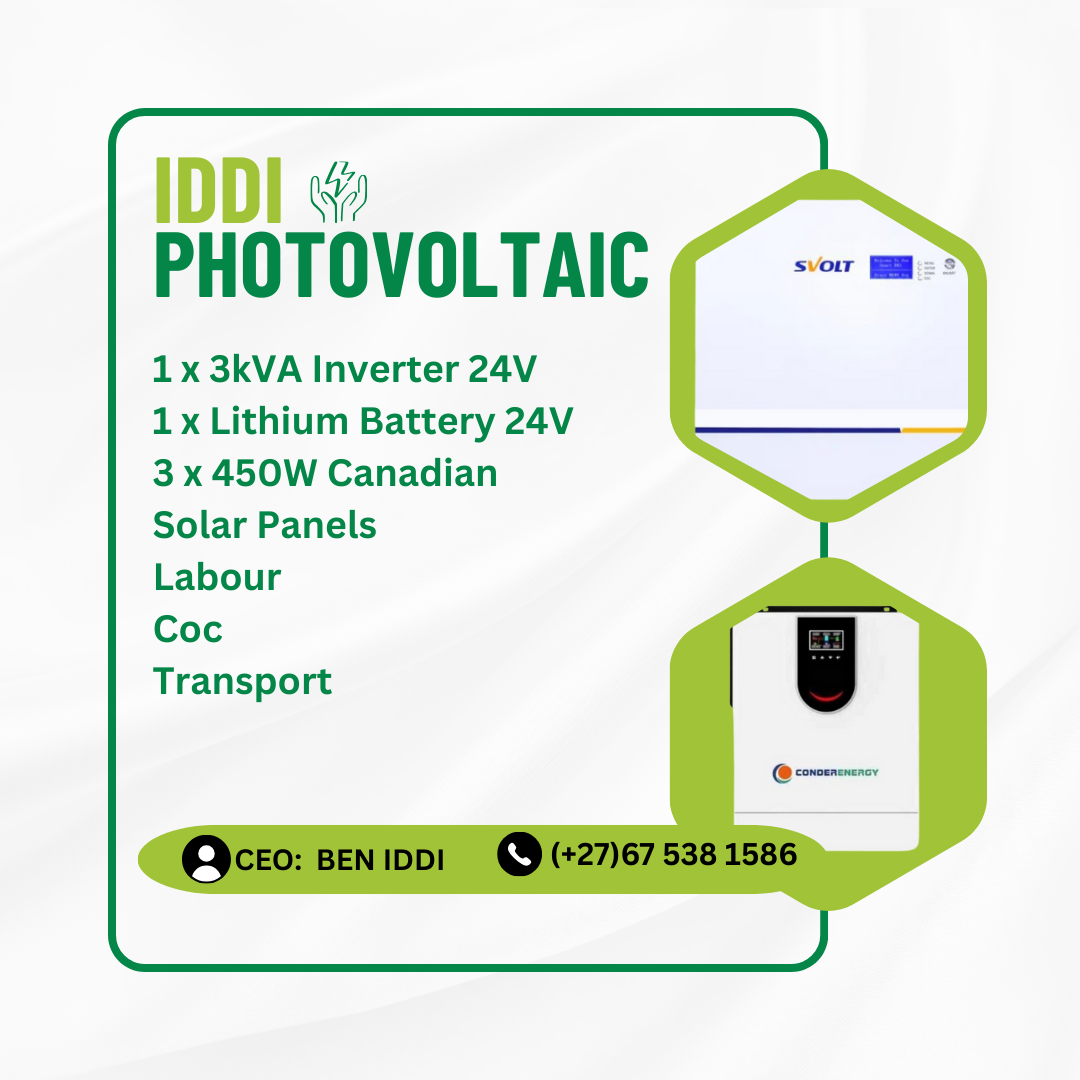 IDDI
PHOTOVOLTAIC
1 x 3kVA Inverter 24V
1 x Lithium Battery 24V
3 x 450W Canadian
Solar Panels
Labour
Coc
Transport
CEO: BEN IDDI
(+27)67 538 1586
SVOLT
CONDERENERGY